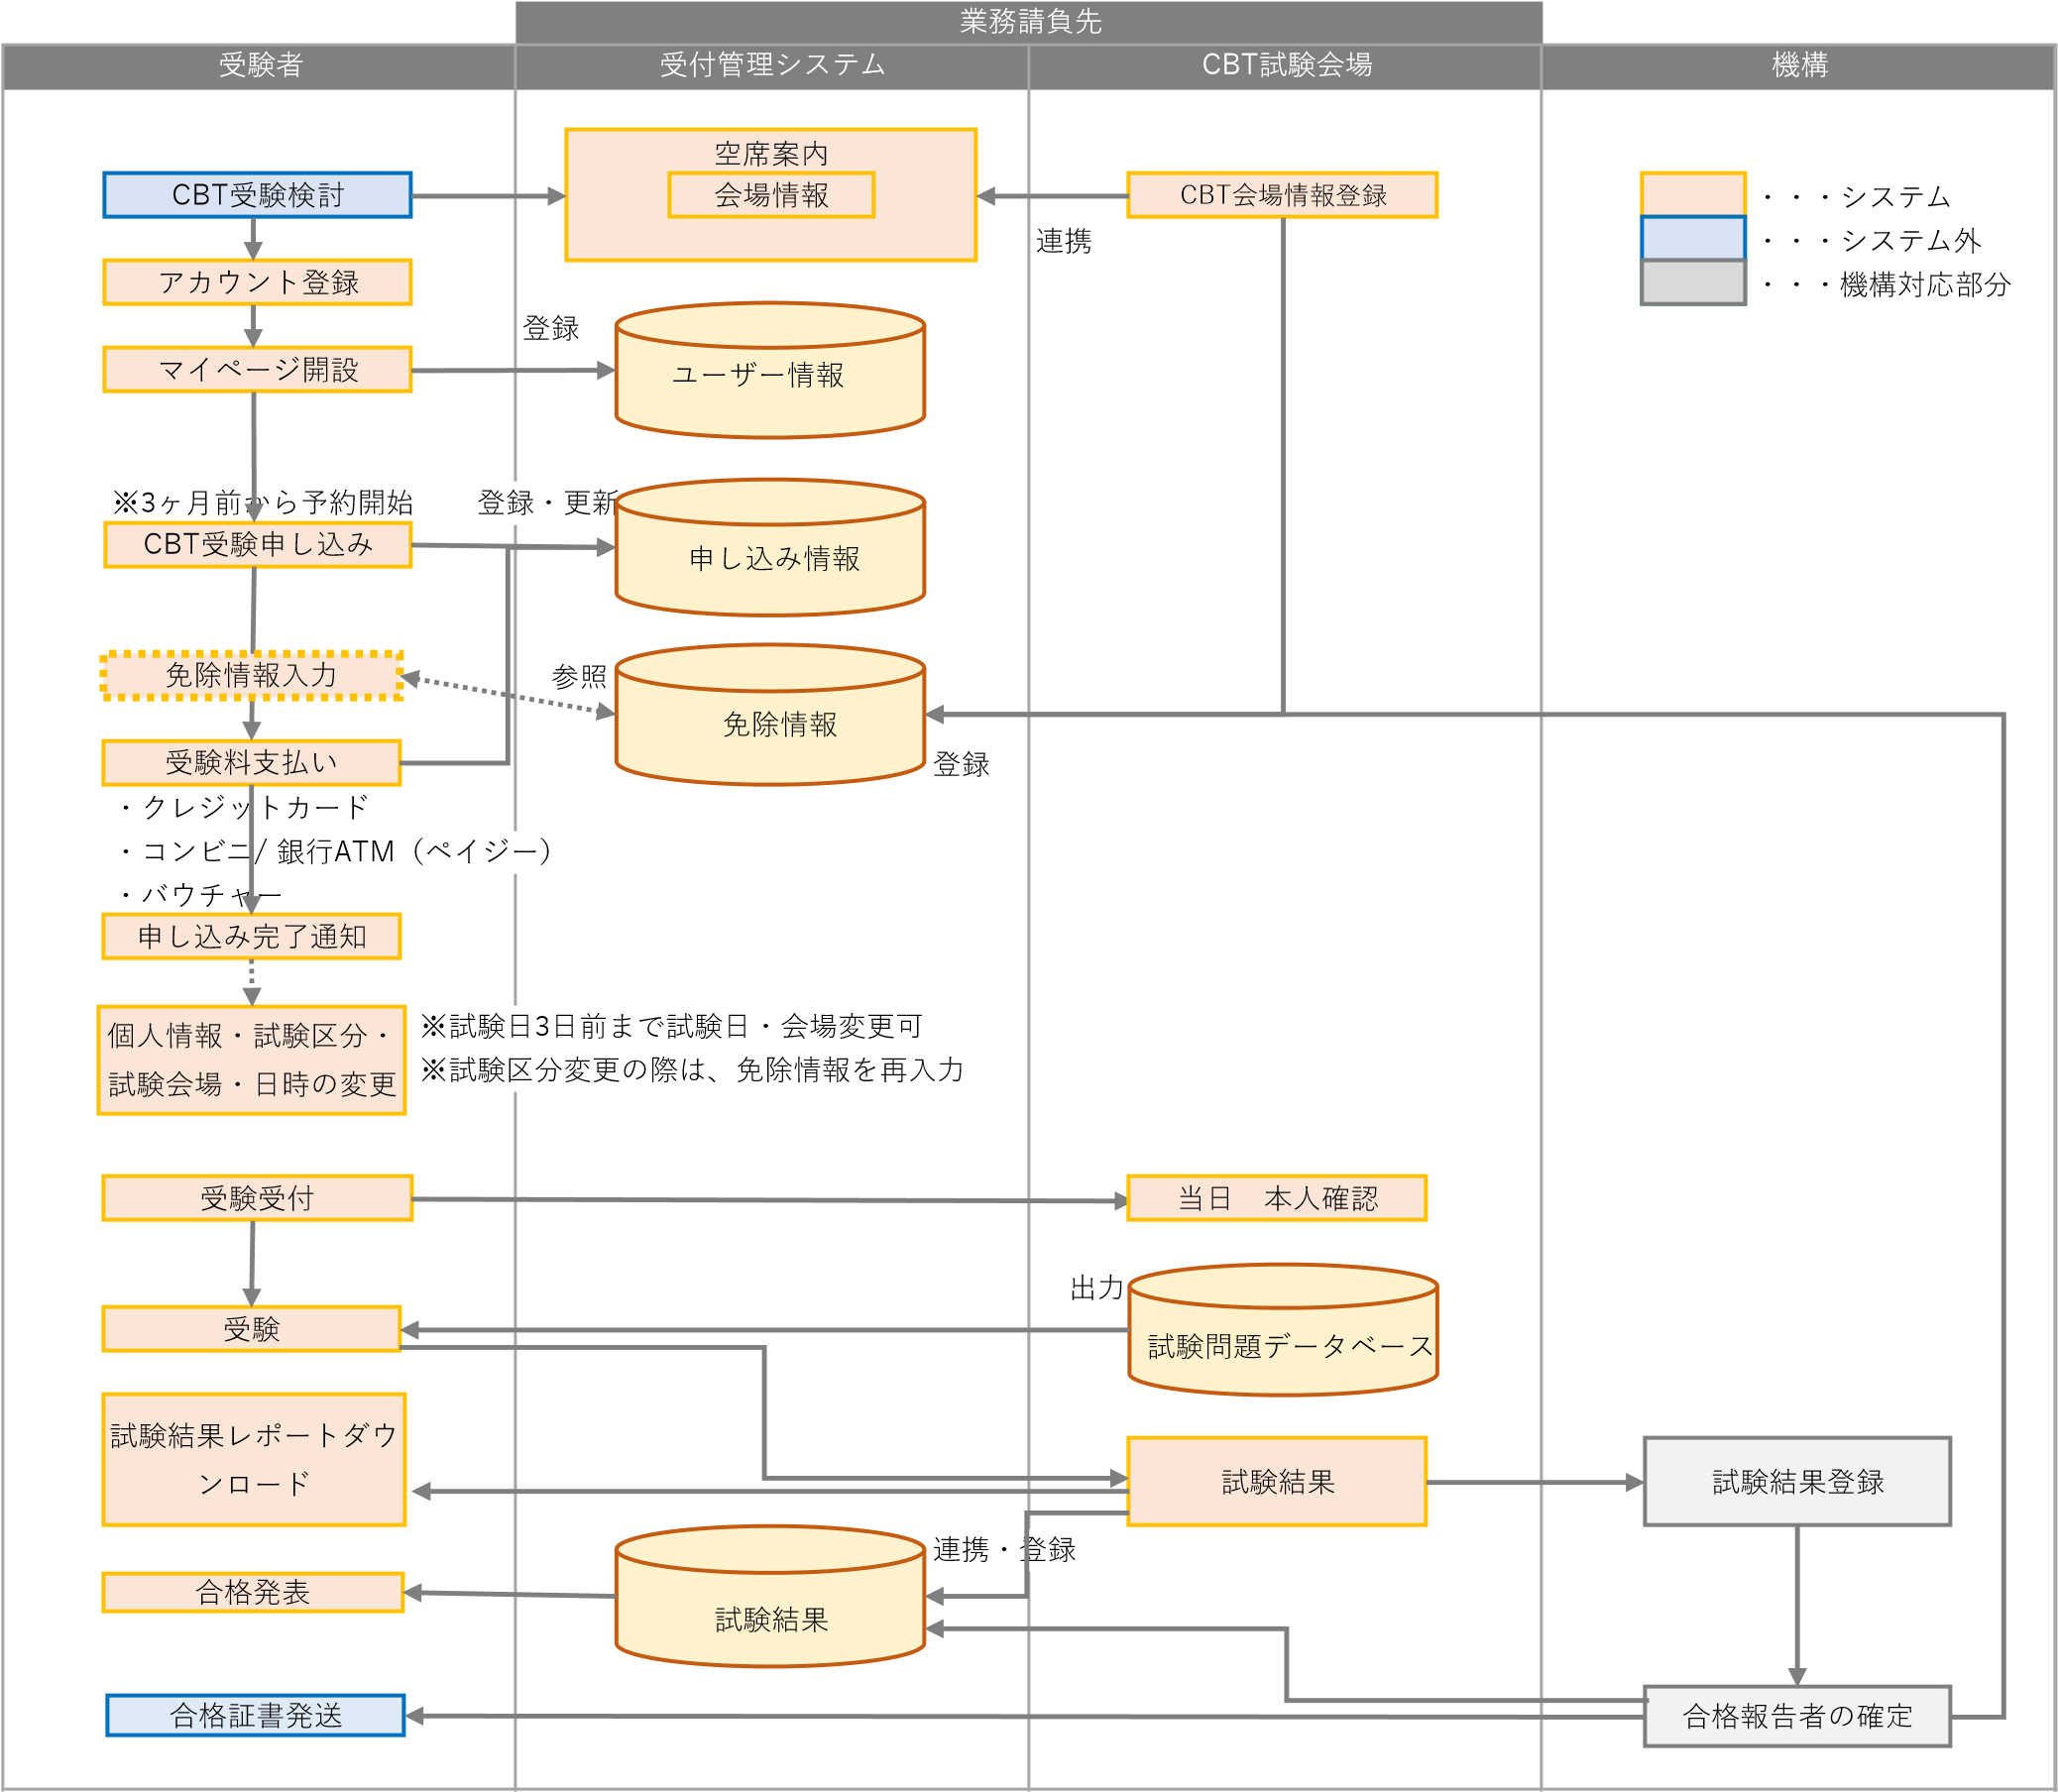 業務請負先
受験者
受付管理システム
CBT試験会場
機構
空席案内
会場情報
CBT受験検討
CBT会場情報登録
・・・システム
連携
・・・システム外
アカウント登録
・・・機構対応部分
登録
マイページ開設
ユーザー情報
※3ヶ月前から予約開始
登録・更新
CBT受験申し込み
申し込み情報
免除情報入力
参照
免除情報
受験料支払い
登録
・クレジットカード
・コンビニ/ 銀行ATM（ペイジー）
・バウチャー
申し込み完了通知
個人情報・試験区分・
試験会場・日時の変更
※試験日3日前まで試験日・会場変更可
※試験区分変更の際は、免除情報を再入力
受験受付
当日　本人確認
出力
受験
試験問題データベース
試験結果レポートダウ
ンロード
試験結果
試験結果登録
連携・登録
合格発表
試験結果
合格証書発送
合格報告者の確定